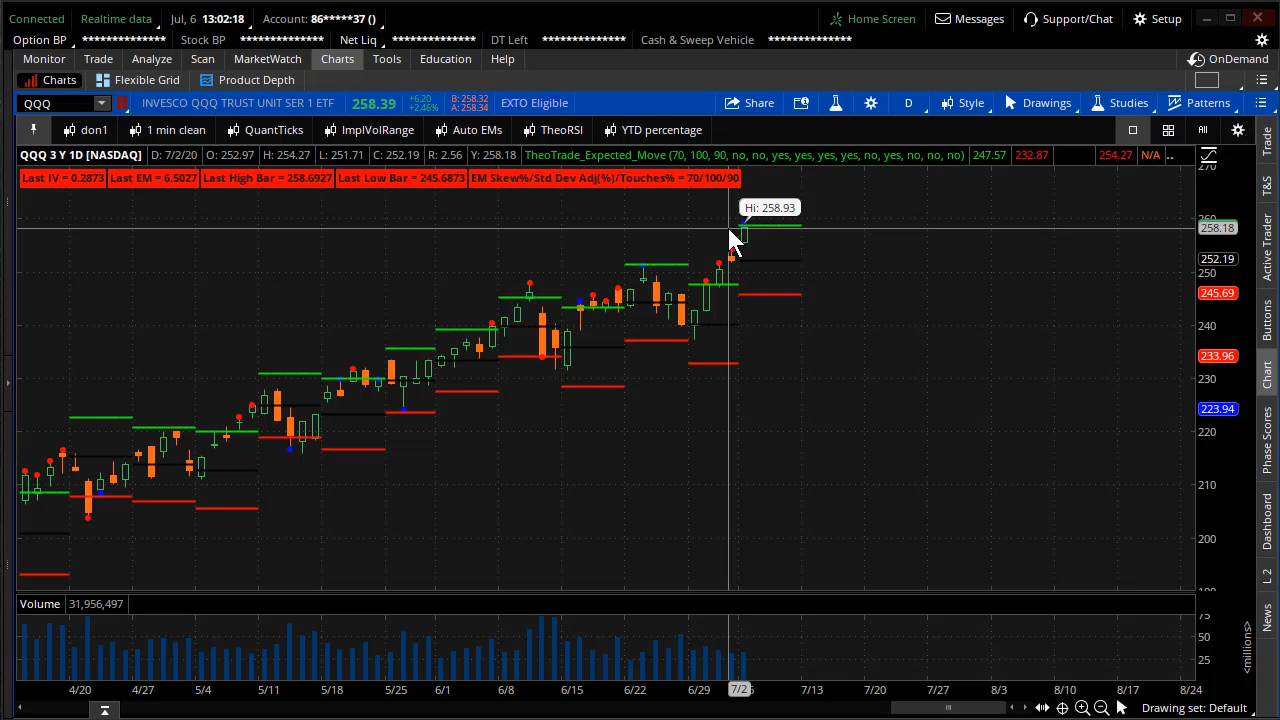 Connected Realtime data Jul, 6 13:02:18 Account: 86*****37 () Home Screen Messages Support/Chat Setup
Option BP ************** Stock BP ************** Net Liq ************** DT Left ************** Cash & Sweep Vehicle **************
Monitor Trade Analyze Scan MarketWatch Charts Tools Education Help OnDemand
Charts Flexible Grid Product Depth
QQQ INVESCO QQQ TRUST UNIT SER 1 ETF 258.39 +6.20 +2.46% B: 258.32 A: 258.34 EXTO Eligible Share D Style Drawings Studies Patterns
don1 1 min clean QuantTicks ImplVolRange Auto EMs TheoRSI YTD percentage All
QQQ 3 Y 1D [NASDAQ] D: 7/2/20 O: 252.97 H: 254.27 L: 251.71 C: 252.19 R: 2.56 Y: 258.18 TheoTrade_Expected_Move (70, 100, 90, no, no, yes, yes, yes, yes, no, yes, no, no, no) 247.57 232.87 254.27 N/A ..
Last IV = 0.2873 Last EM = 6.5027 Last High Bar = 258.6927 Last Low Bar = 245.6873 EM Skew%/Std Dev Adj(%)/Touches% = 70/100/90
Hi: 258.93
270
260
258.18
252.19
250
245.69
240
233.96
230
223.94
220
210
200
190
Volume 31,956,497
75
50
25
<millions>
4/20 4/27 5/4 5/11 5/18 5/25 6/1 6/8 6/15 6/22 6/29 7/2 7/13 7/20 7/27 8/3 8/10 8/17 8/24
Drawing set: Default
Trade
T&S
Active Trader
Buttons
Chart
Phase Scores
Dashboard
L 2
News